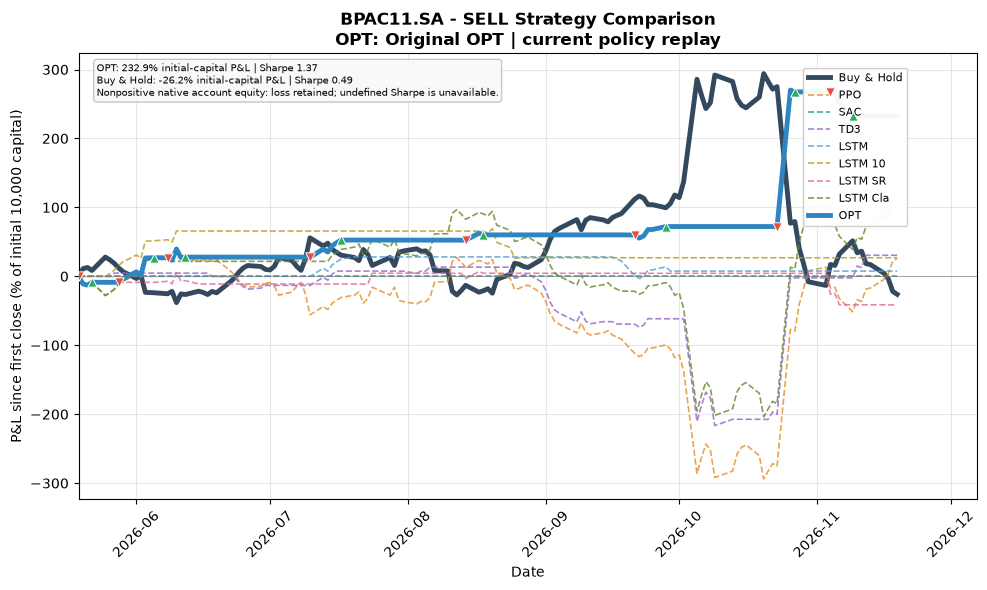 BPAC11.SA - SELL Strategy Comparison
OPT: Original OPT | current policy replay
OPT: 232.9% initial-capital P&L | Sharpe 1.37
Buy & Hold: -26.2% initial-capital P&L | Sharpe 0.49
Nonpositive native account equity: loss retained; undefined Sharpe is unavailable.
Buy & Hold
PPO
SAC
TD3
LSTM
LSTM 10
LSTM SR
LSTM Cla
OPT
P&L since first close (% of initial 10,000 capital)
300
200
100
0
−100
−200
−300
2026-06
2026-07
2026-08
2026-09
2026-10
2026-11
2026-12
Date